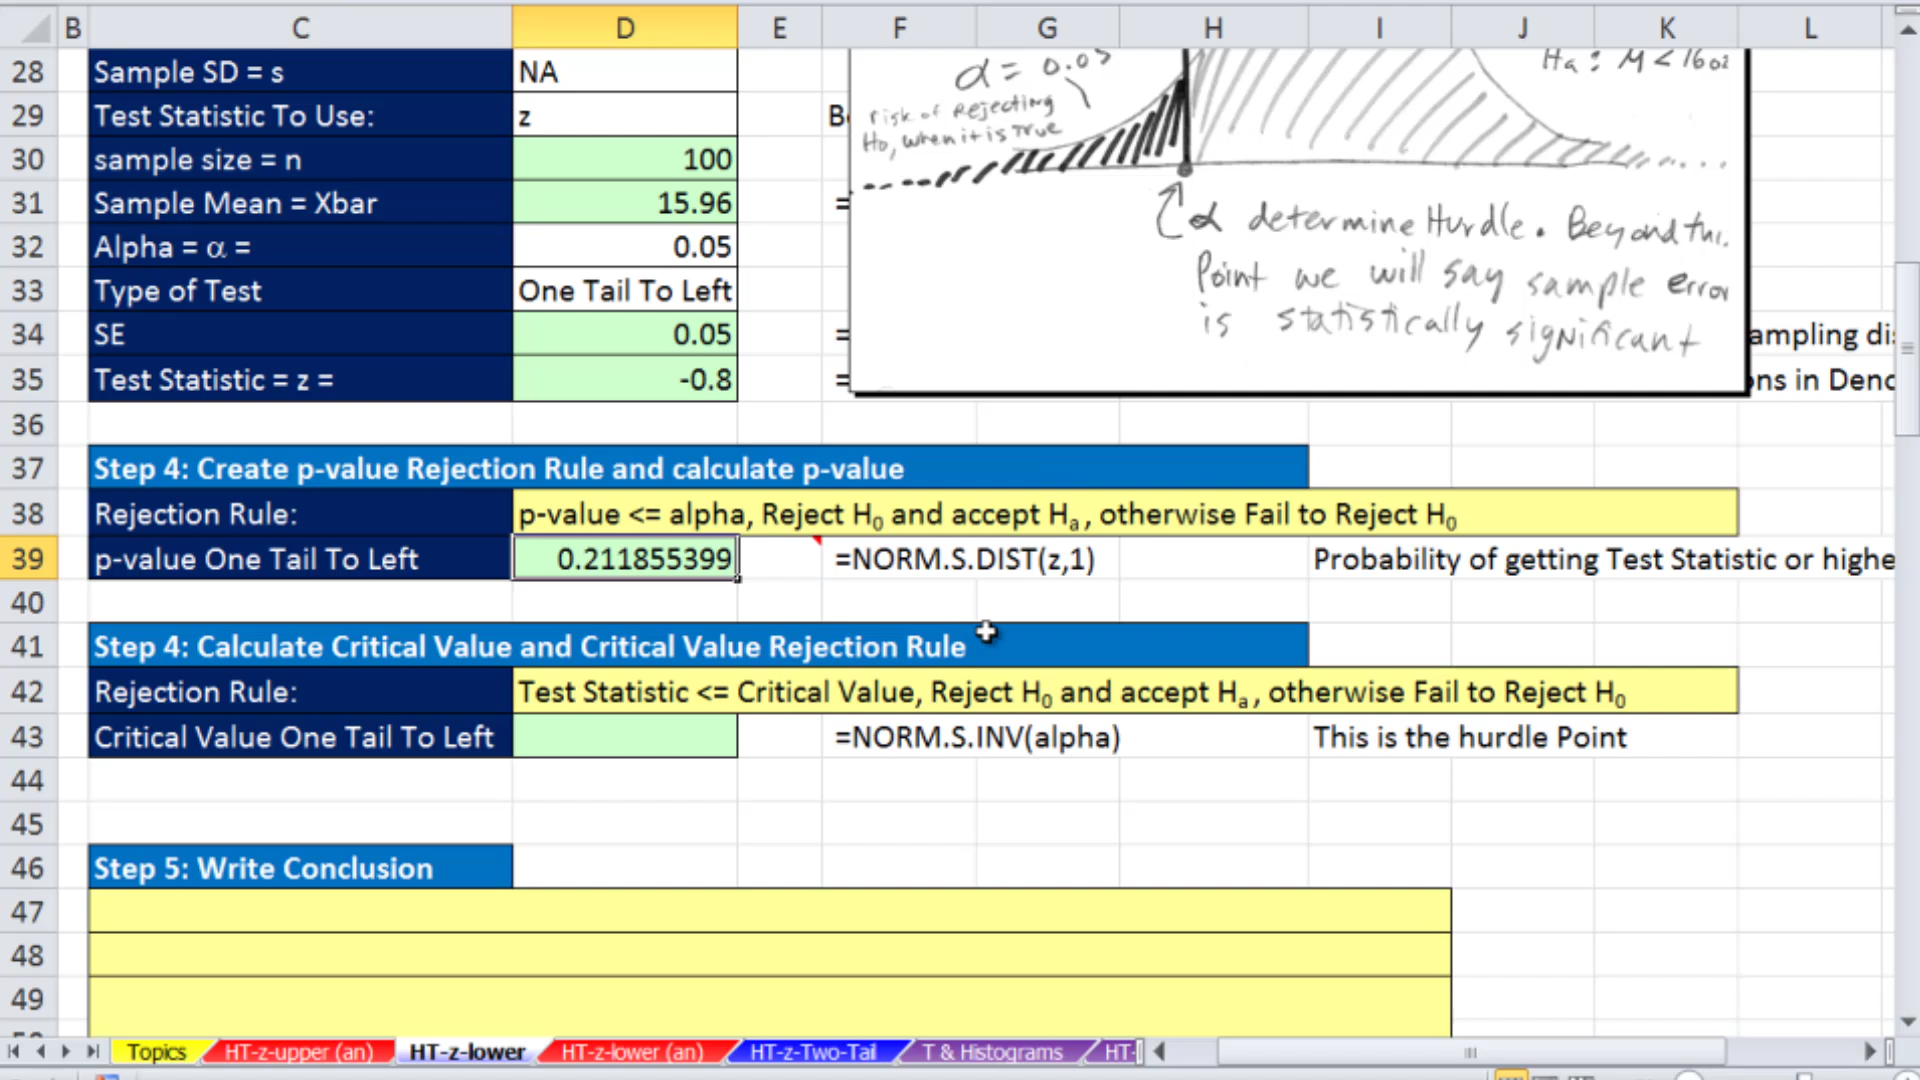 B C D E F G H I J K L
28 Sample SD = s NA
29 Test Statistic To Use: z
30 sample size = n 100
31 Sample Mean = Xbar 15.96 =
32 Alpha = α = 0.05
33 Type of Test One Tail To Left
34 SE 0.05 = ampling
35 Test Statistic = z = -0.8 = ons in
α = 0.05
Ha : M < 16oz
risk of Rejecting
Ho, when it is True
α determine Hurdle. Beyond
Point we will say sample error
is statistically significant
36
37 Step 4: Create p-value Rejection Rule and calculate p-value
38 Rejection Rule: p-value <= alpha, Reject H₀ and accept Hₐ, otherwise Fail to Reject H₀
39 p-value One Tail To Left 0.211855399 =NORM.S.DIST(z,1) Probability of getting Test Statistic or highe
40
41 Step 4: Calculate Critical Value and Critical Value Rejection Rule
42 Rejection Rule: Test Statistic <= Critical Value, Reject H₀ and accept Hₐ, otherwise Fail to Reject H₀
43 Critical Value One Tail To Left =NORM.S.INV(alpha) This is the hurdle Point
44
45
46 Step 5: Write Conclusion
47
48
49
Topics HT-z-upper (an) HT-z-lower HT-z-lower (an) HT-z-Two-Tail T & Histograms HT-